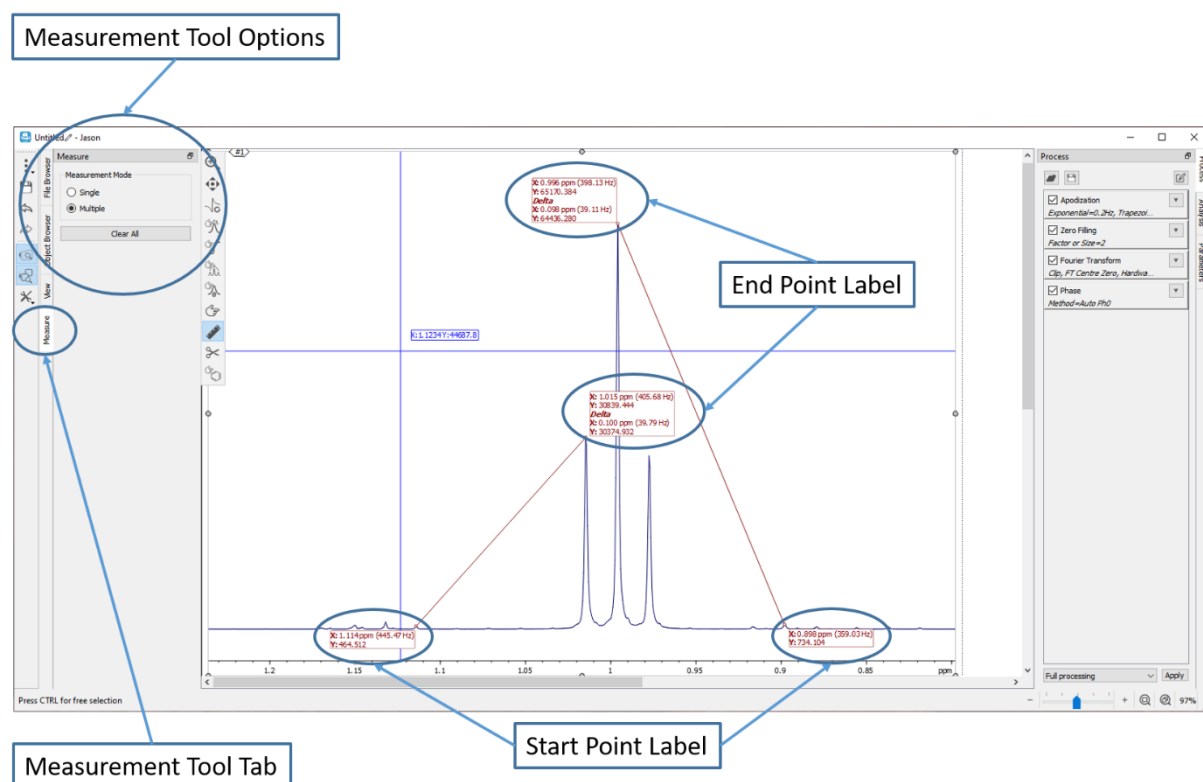 Measurement Tool Options
Untitled* - Jason
Measure
Measurement Mode
Single
Multiple
Clear All
File Browser
Object Browser
View
Measure
#1
X: 0.996 ppm (398.13 Hz)
Y: 65170.384
Delta
X: 0.098 ppm (39.11 Hz)
Y: 64436.280
End Point Label
X:1.1234 Y:44687.8
X: 1.015 ppm (405.68 Hz)
Y: 30839.444
Delta
X: 0.100 ppm (39.79 Hz)
Y: 30374.932
X: 1.114 ppm (445.47 Hz)
Y: 464.512
X: 0.898 ppm (359.03 Hz)
Y: 734.104
1.2 1.15 1.1 1.05 1 0.95 0.9 0.85 ppm
Process
Apodization
Exponential=0.2Hz, Trapezoi...
Zero Filling
Factor or Size=2
Fourier Transform
Clip, FT Centre Zero, Hardwa...
Phase
Method=Auto Ph0
Process
Analysis
Parameters
Full processing
Apply
Press CTRL for free selection
97%
Start Point Label
Measurement Tool Tab